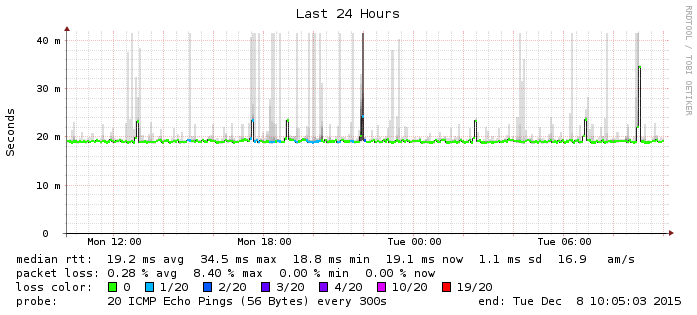 Last 24 Hours
RRDTOOL / TOBI OETIKER
Seconds
40 m
30 m
20 m
10 m
0
Mon 12:00 Mon 18:00 Tue 00:00 Tue 06:00
median rtt: 19.2 ms avg 34.5 ms max 18.8 ms min 19.1 ms now 1.1 ms sd 16.9 am/s
packet loss: 0.28 % avg 8.40 % max 0.00 % min 0.00 % now
loss color: 0 1/20 2/20 3/20 4/20 10/20 19/20
probe: 20 ICMP Echo Pings (56 Bytes) every 300s end: Tue Dec 8 10:05:03 2015